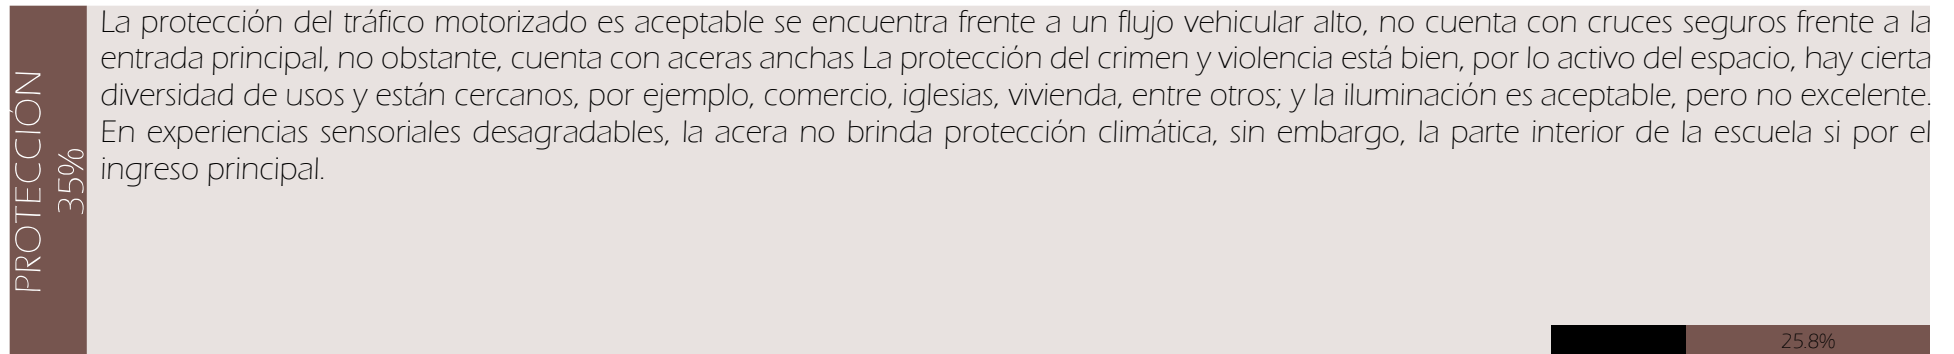 PROTECCIÓN
35%
La protección del tráfico motorizado es aceptable se encuentra frente a un flujo vehicular alto, no cuenta con cruces seguros frente a la
entrada principal, no obstante, cuenta con aceras anchas La protección del crimen y violencia está bien, por lo activo del espacio, hay cierta
diversidad de usos y están cercanos, por ejemplo, comercio, iglesias, vivienda, entre otros; y la iluminación es aceptable, pero no excelente.
En experiencias sensoriales desagradables, la acera no brinda protección climática, sin embargo, la parte interior de la escuela si por el
ingreso principal.
25.8%